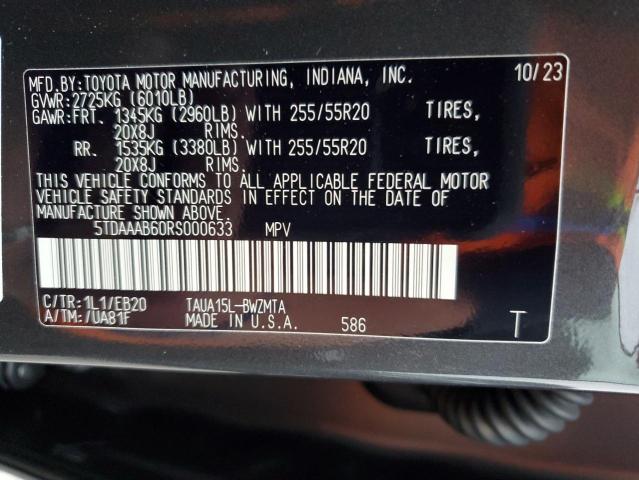 MFD.BY: TOYOTA MOTOR MANUFACTURING, INDIANA, INC. 10/23
GVWR: 2725KG (6010LB)
GAWR: FRT. 1345KG (2960LB) WITH 255/55R20 TIRES,
20X8J RIMS.
RR. 1535KG (3380LB) WITH 255/55R20 TIRES,
20X8J RIMS.
THIS VEHICLE CONFORMS TO ALL APPLICABLE FEDERAL MOTOR
VEHICLE SAFETY STANDARDS IN EFFECT ON THE DATE OF
MANUFACTURE SHOWN ABOVE.
5TDAAAB60RS000633 MPV
C/TR: 1L1/EB20 TAUA15L-BWZMTA
A/TM: /UA81F MADE IN U.S.A. 586 T